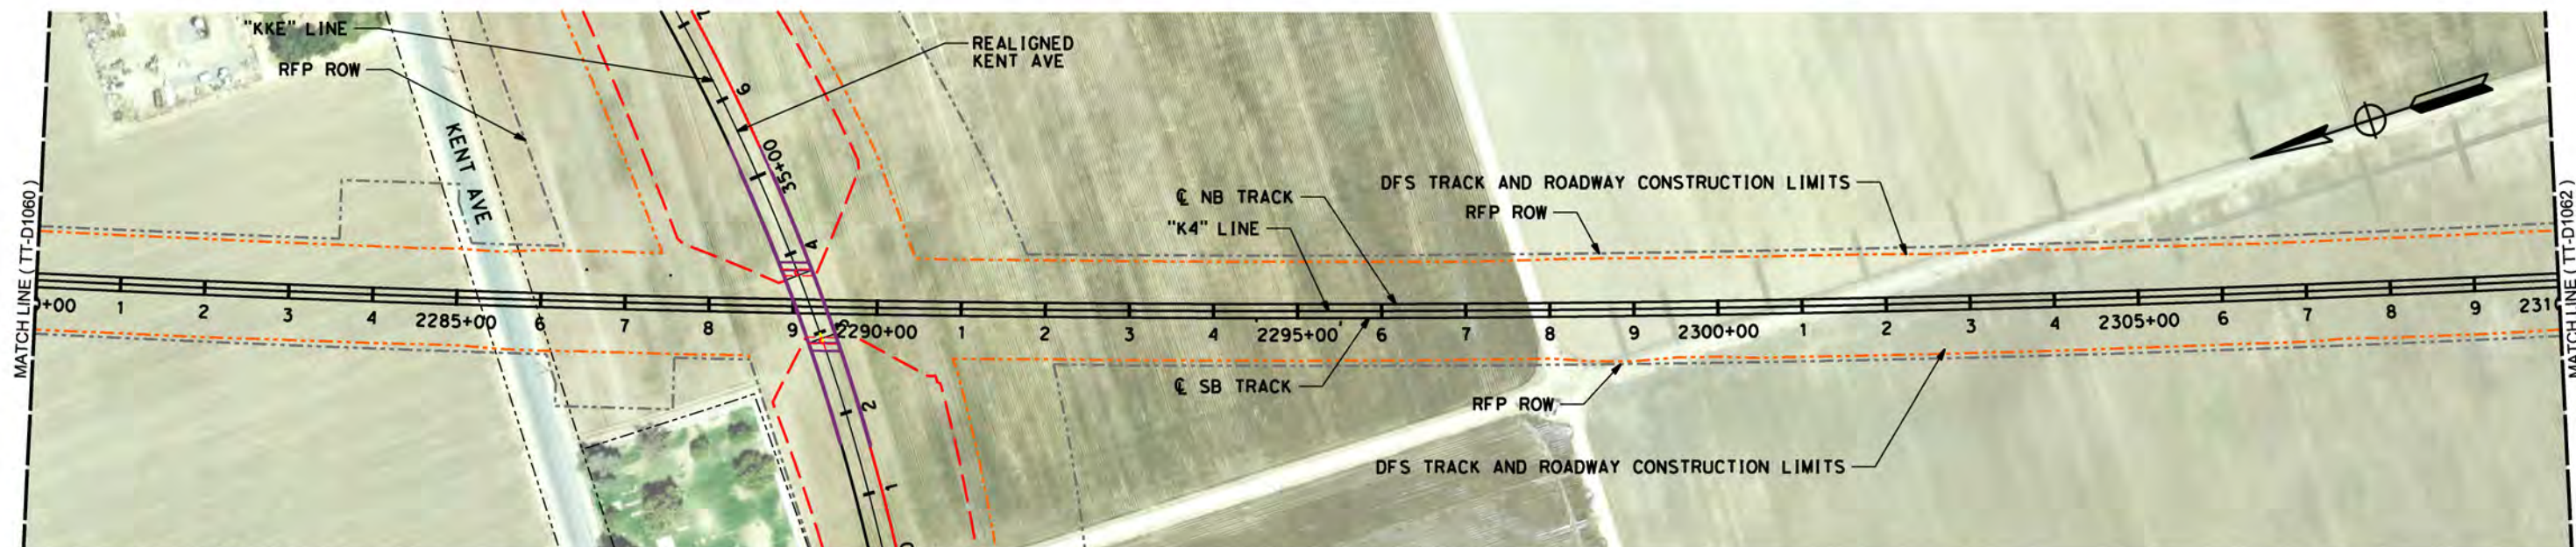 "KKE" LINE
RFP ROW
KENT AVE
REALIGNED
KENT AVE
7
6
35+00
4
2
1
℄ NB TRACK
"K4" LINE
DFS TRACK AND ROADWAY CONSTRUCTION LIMITS
RFP ROW
MATCH LINE ( TT-D1060 )
MATCH LINE ( TT-D1062 )
+00 1 2 3 4 2285+00 6 7 8 9 2290+00 1 2 3 4 2295+00 6 7 8 9 2300+00 1 2 3 4 2305+00 6 7 8 9 231
℄ SB TRACK
RFP ROW
DFS TRACK AND ROADWAY CONSTRUCTION LIMITS